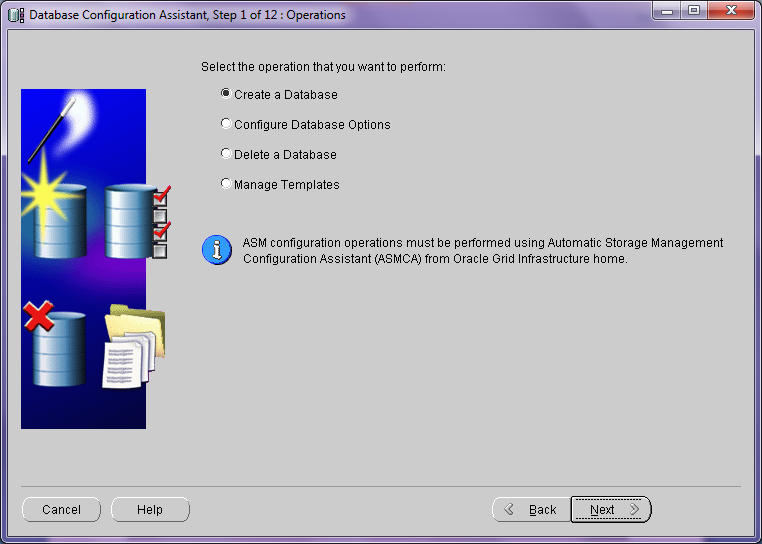 Database Configuration Assistant, Step 1 of 12 : Operations
Select the operation that you want to perform:
Create a Database
Configure Database Options
Delete a Database
Manage Templates
ASM configuration operations must be performed using Automatic Storage Management
Configuration Assistant (ASMCA) from Oracle Grid Infrastructure home.
Cancel
Help
Back
Next